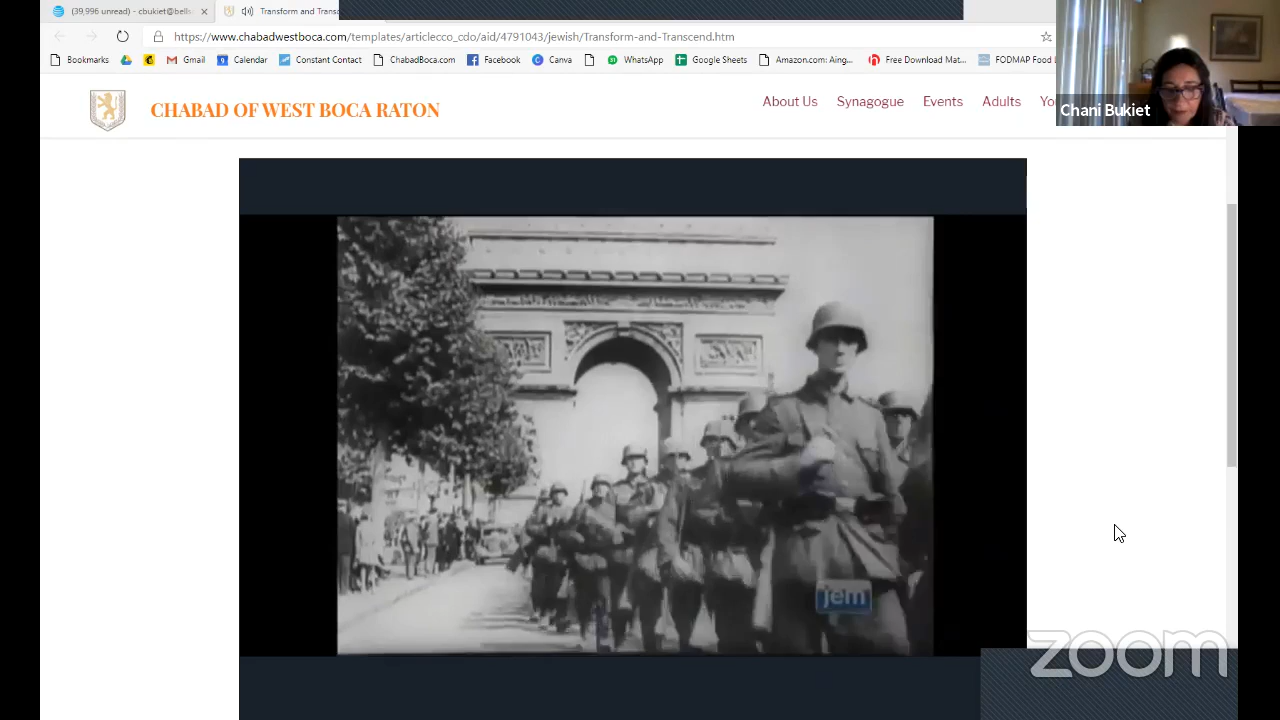 (39,996 unread) - cbukiet@bells
Transform and Trans
https://www.chabadwestboca.com/templates/articlecco_cdo/aid/4791043/jewish/Transform-and-Transcend.htm
Bookmarks Gmail Calendar Constant Contact ChabadBoca.com Facebook Canva WhatsApp Google Sheets Amazon.com: Aing... Free Download Mat... FODMAP Food L
CHABAD OF WEST BOCA RATON
About Us Synagogue Events Adults Yo
Chani Bukiet
jem
zoom